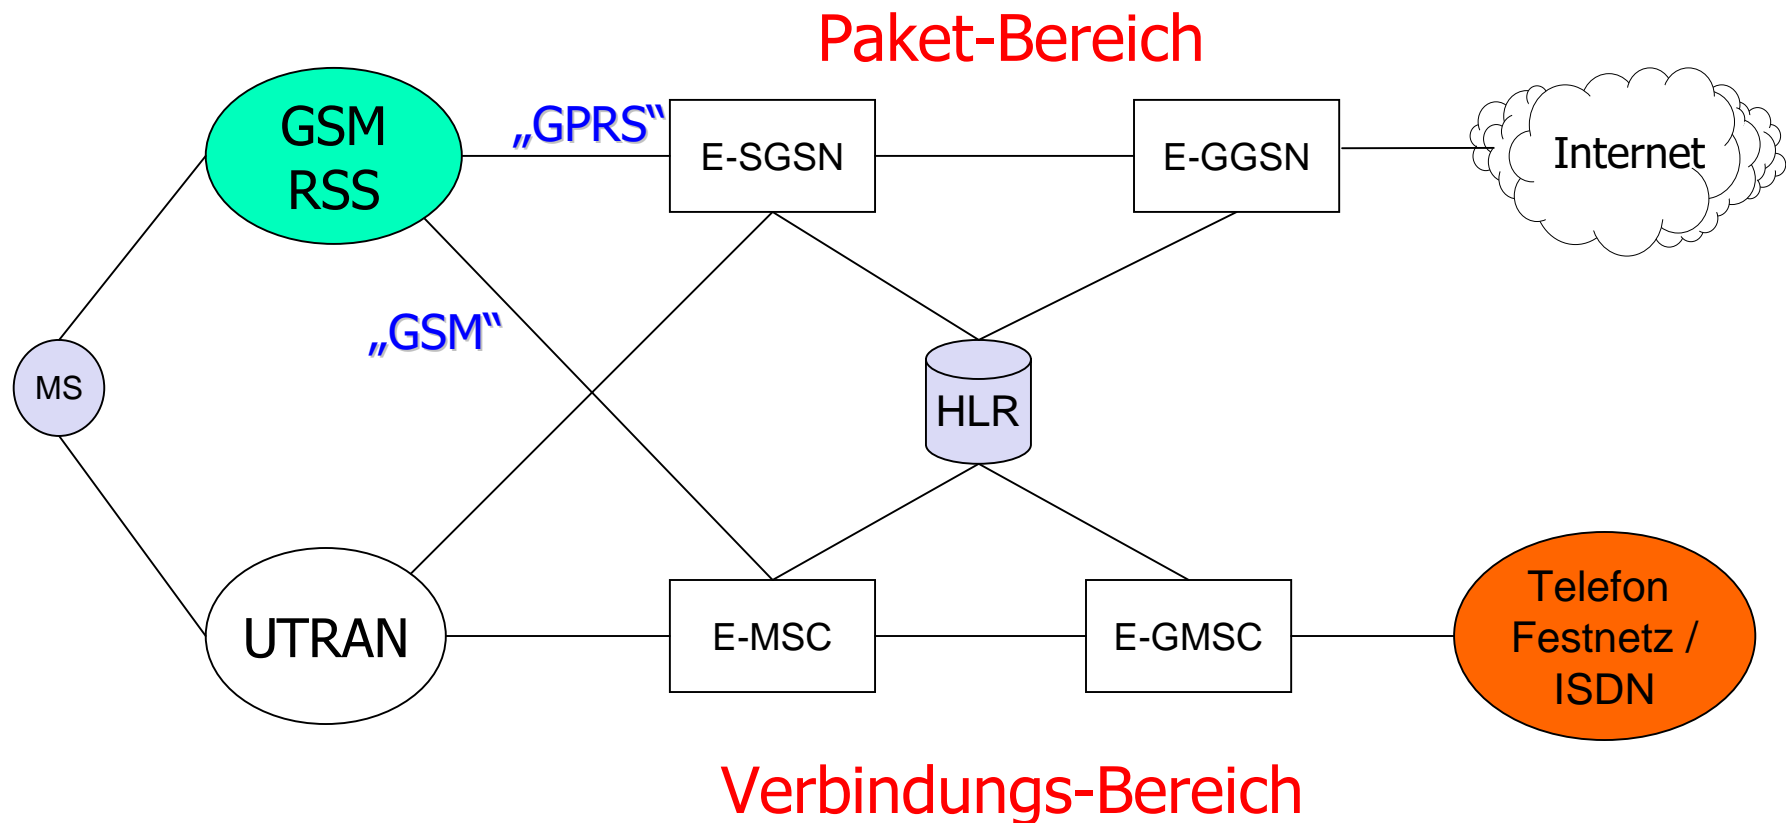 Paket-Bereich
GSM
RSS
„GPRS“
E-SGSN
E-GGSN
Internet
„GSM“
MS
HLR
UTRAN
E-MSC
E-GMSC
Telefon
Festnetz /
ISDN
Verbindungs-Bereich